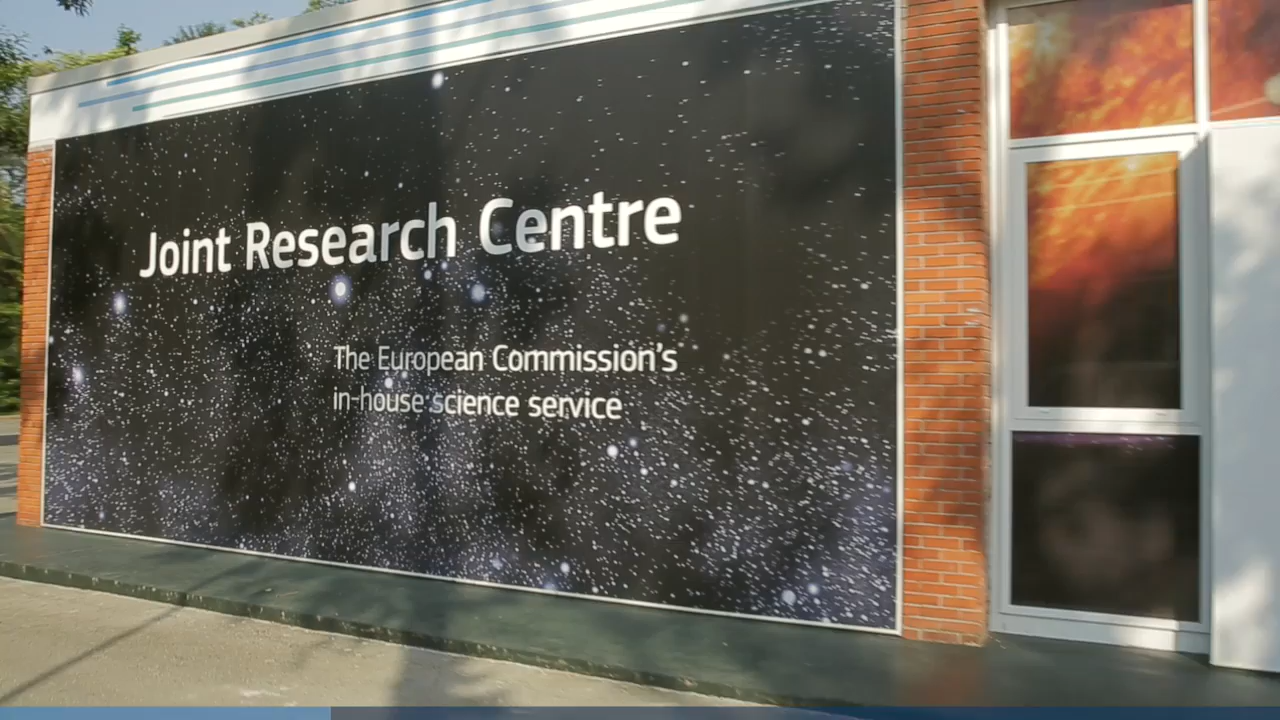 Joint Research Centre
The European Commission's
in-house science service